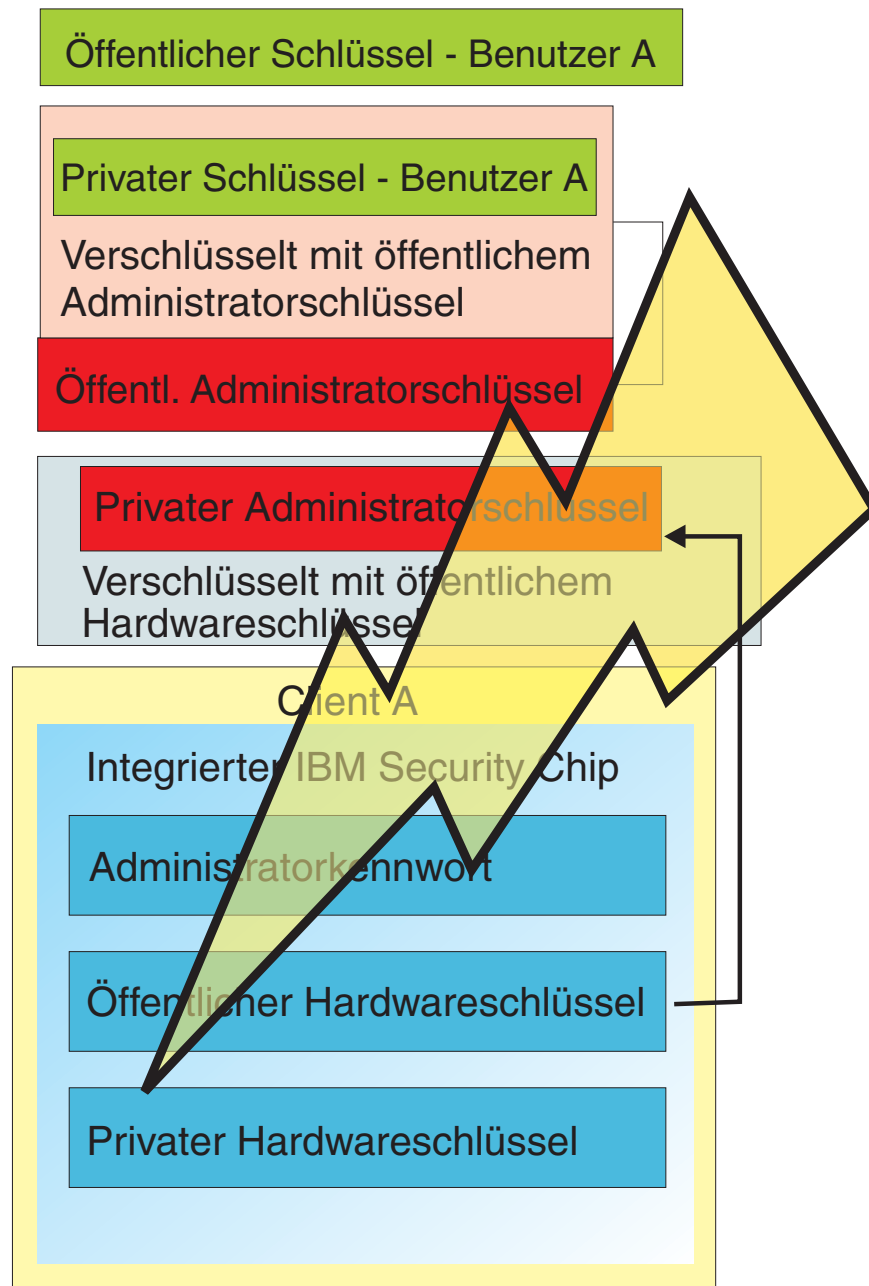 Öffentlicher Schlüssel - Benutzer A
Privater Schlüssel - Benutzer A
Verschlüsselt mit öffentlichem
Administratorschlüssel
Öffentl. Administratorschlüssel
Privater Administratorschlüssel
Verschlüsselt mit öffentlichem
Hardwareschlüssel
Client A
Integrierter IBM Security Chip
Administratorkennwort
Öffentlicher Hardwareschlüssel
Privater Hardwareschlüssel